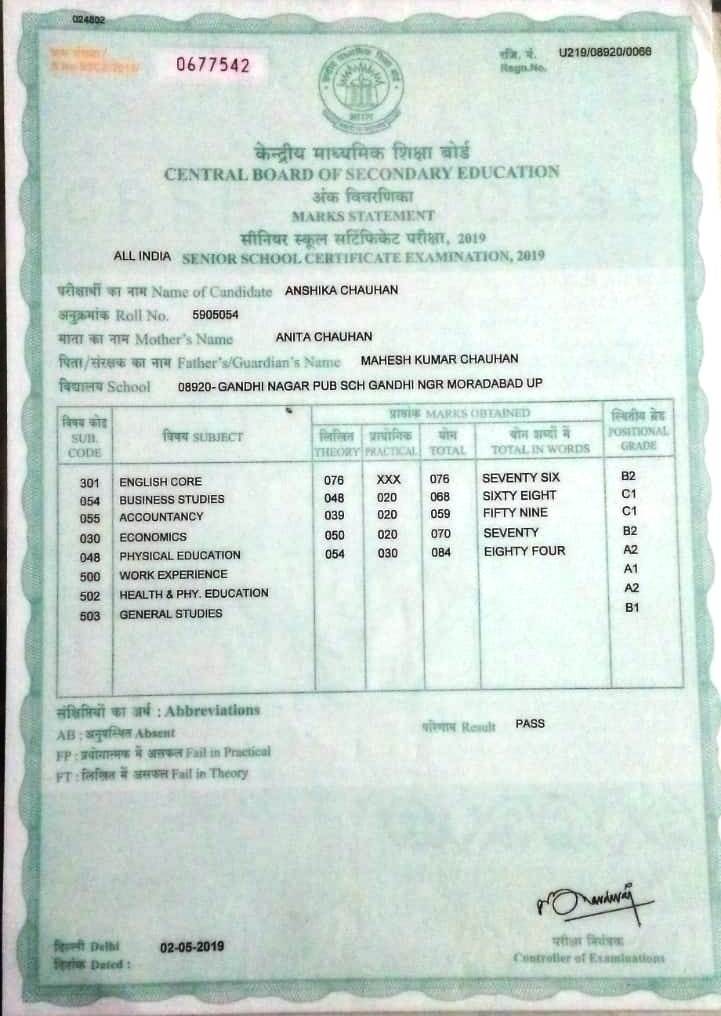 024802
0677542
रजि. नं. U219/08920/0066
Regn.No.
केन्द्रीय माध्यमिक शिक्षा बोर्ड
CENTRAL BOARD OF SECONDARY EDUCATION
अंक विवरणिका
MARKS STATEMENT
सीनियर स्कूल सर्टिफिकेट परीक्षा, 2019
ALL INDIA SENIOR SCHOOL CERTIFICATE EXAMINATION, 2019
परीक्षार्थी का नाम Name of Candidate ANSHIKA CHAUHAN
अनुक्रमांक Roll No. 5905054
माता का नाम Mother's Name ANITA CHAUHAN
पिता/संरक्षक का नाम Father's/Guardian's Name MAHESH KUMAR CHAUHAN
विद्यालय School 08920- GANDHI NAGAR PUB SCH GANDHI NGR MORADABAD UP
विषय कोड SUB. CODE
विषय SUBJECT
प्राप्तांक MARKS OBTAINED
लिखित THEORY
प्रायोगिक PRACTICAL
योग TOTAL
योग शब्दों में TOTAL IN WORDS
स्थितीय ग्रेड POSITIONAL GRADE
301 ENGLISH CORE 076 XXX 076 SEVENTY SIX B2
054 BUSINESS STUDIES 048 020 068 SIXTY EIGHT C1
055 ACCOUNTANCY 039 020 059 FIFTY NINE C1
030 ECONOMICS 050 020 070 SEVENTY B2
048 PHYSICAL EDUCATION 054 030 084 EIGHTY FOUR A2
500 WORK EXPERIENCE A1
502 HEALTH & PHY. EDUCATION A2
503 GENERAL STUDIES B1
संक्षिप्तियों का अर्थ : Abbreviations
AB : अनुपस्थित Absent
परिणाम Result PASS
FP : प्रयोगात्मक में असफल Fail in Practical
FT : लिखित में असफल Fail in Theory
दिल्ली Delhi
दिनांक Dated : 02-05-2019
परीक्षा नियंत्रक
Controller of Examinations